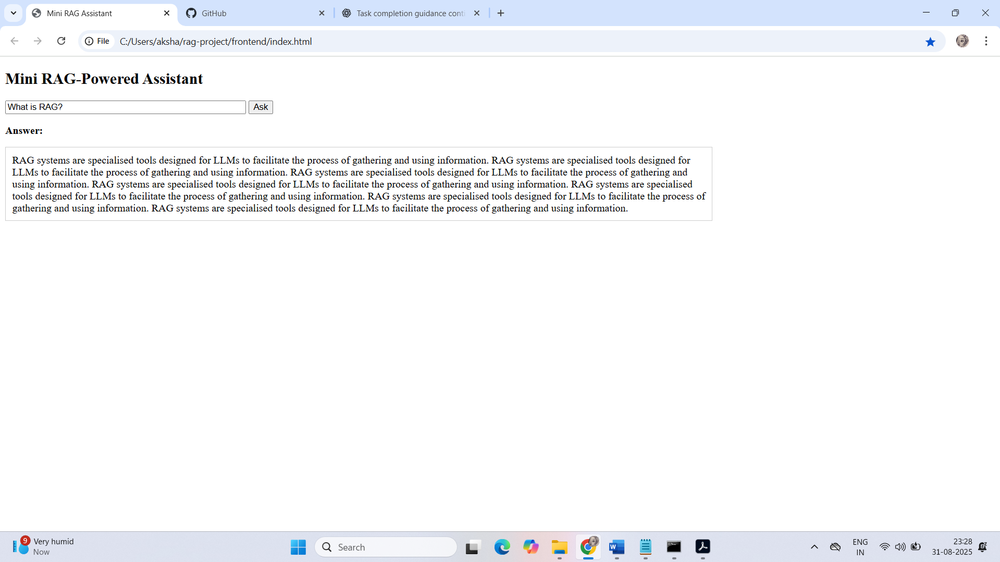 Mini RAG Assistant
GitHub
Task completion guidance conti
File
C:/Users/aksha/rag-project/frontend/index.html
Mini RAG-Powered Assistant
What is RAG?
Ask
Answer:
RAG systems are specialised tools designed for LLMs to facilitate the process of gathering and using information. RAG systems are specialised tools designed for
LLMs to facilitate the process of gathering and using information. RAG systems are specialised tools designed for LLMs to facilitate the process of gathering and
using information. RAG systems are specialised tools designed for LLMs to facilitate the process of gathering and using information. RAG systems are specialised
tools designed for LLMs to facilitate the process of gathering and using information. RAG systems are specialised tools designed for LLMs to facilitate the process of
gathering and using information. RAG systems are specialised tools designed for LLMs to facilitate the process of gathering and using information.
9
Very humid
Now
Search
W
ENG
IN
23:28
31-08-2025